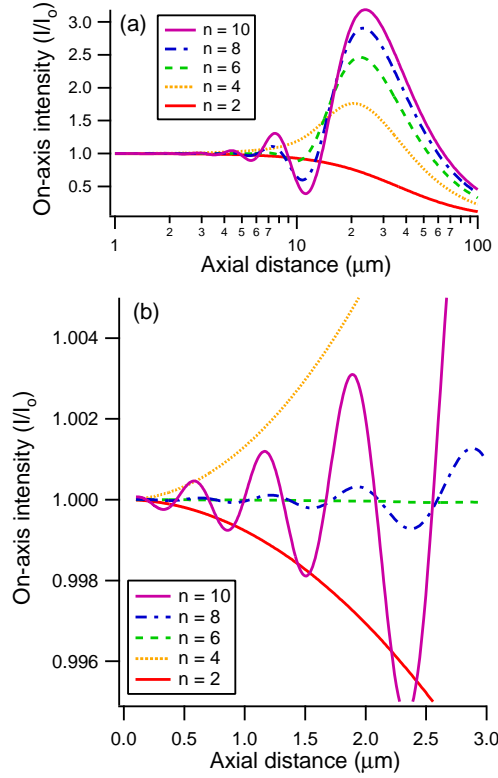 (a)
n = 10
n = 8
n = 6
n = 4
n = 2
On-axis intensity (I/Io)
3.0
2.5
2.0
1.5
1.0
0.5
1 2 3 4 5 6 7 10 2 3 4 5 6 7 100
Axial distance (μm)
(b)
On-axis intensity (I/Io)
1.004
1.002
1.000
0.998
0.996
n = 10
n = 8
n = 6
n = 4
n = 2
0.0 0.5 1.0 1.5 2.0 2.5 3.0
Axial distance (μm)